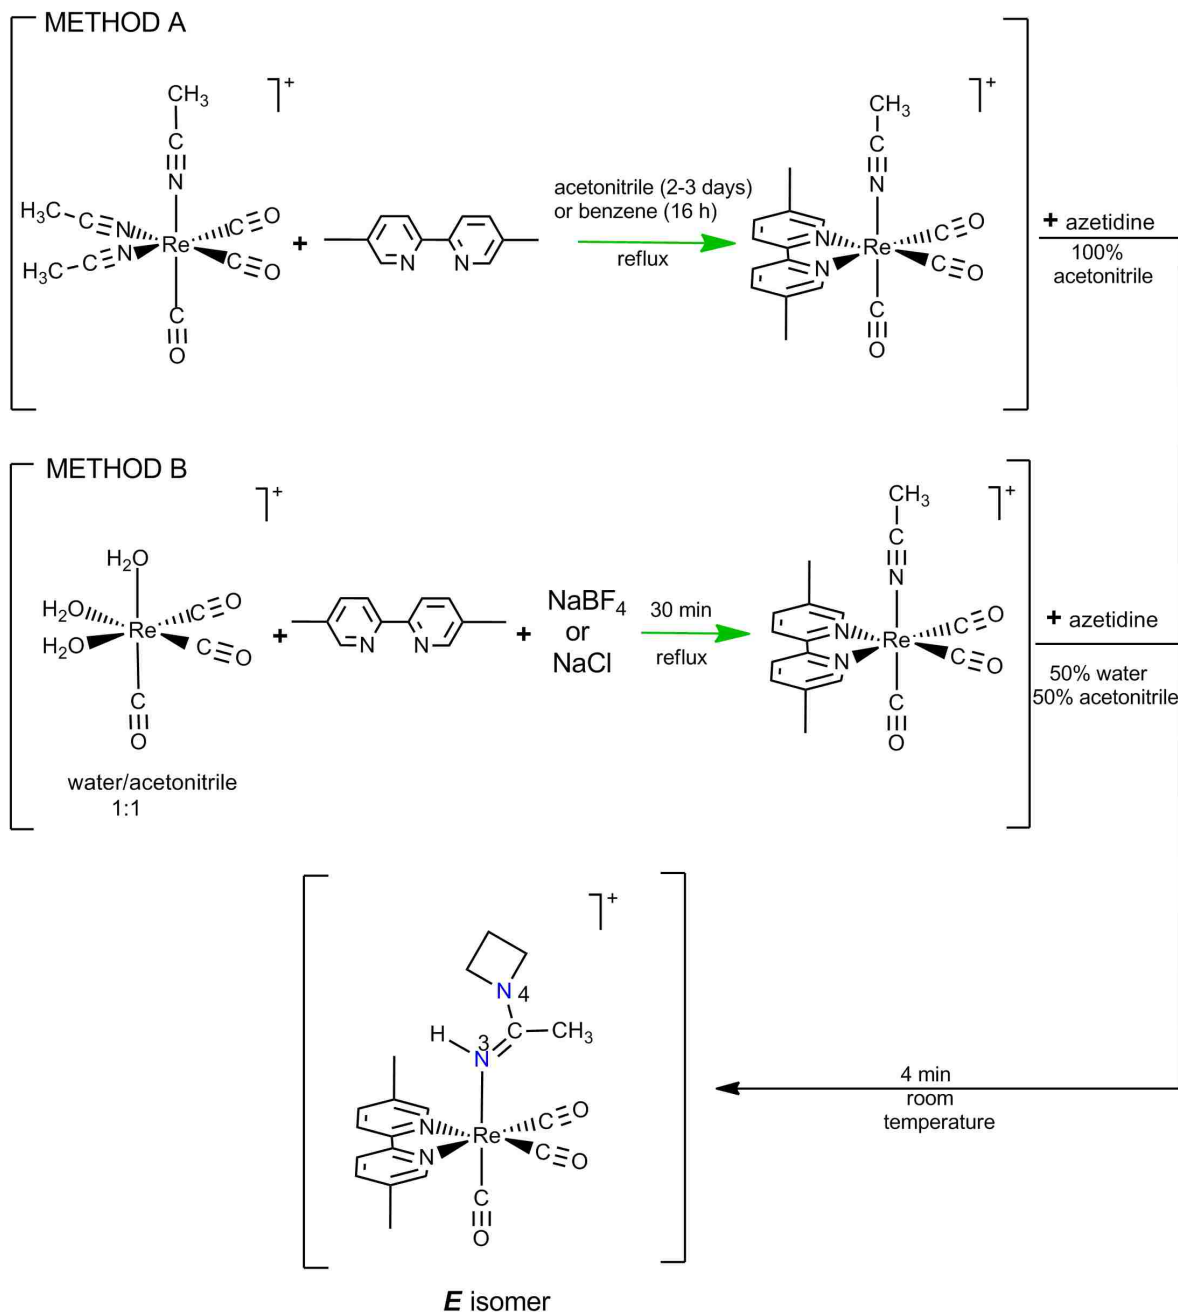 METHOD A
CH3
C
N
H3C
C
N
H3C
C
N
Re
C
O
C
O
C
O
]+
+
N
N
acetonitrile (2-3 days)
or benzene (16 h)
reflux
CH3
C
N
N
N
Re
C
O
C
O
C
O
]+
+ azetidine
100%
acetonitrile
METHOD B
H2O
H2O
H2O
Re
C
O
C
O
C
O
]+
water/acetonitrile
1:1
+
N
N
+
NaBF4
or
NaCl
30 min
reflux
CH3
C
N
N
N
Re
C
O
C
O
C
O
]+
+ azetidine
50% water
50% acetonitrile
]+
N 4
H
3
N
C
CH3
N
N
Re
C
O
C
O
C
O
4 min
room
temperature
E isomer